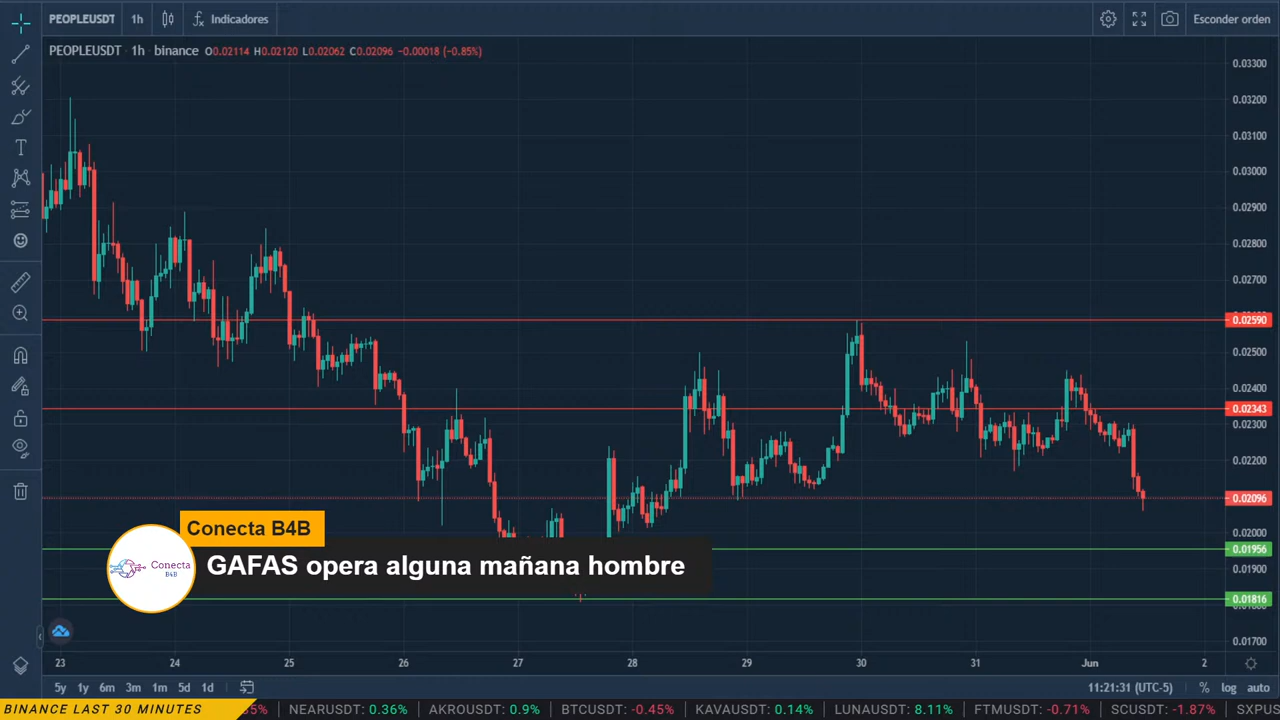 PEOPLEUSDT 1h Indicadores Esconder orden
PEOPLEUSDT 1h binance O0.02114 H0.02120 L0.02062 C0.02096 -0.00018 (-0.85%)
0.03300
0.03200
0.03100
0.03000
0.02900
0.02800
0.02700
0.02590
0.02500
0.02400
0.02343
0.02300
0.02200
0.02096
0.02000
0.01956
0.01900
0.01816
0.01700
Conecta B4B
GAFAS opera alguna mañana hombre
Conecta
B4B
23 24 25 26 27 28 29 30 31 Jun 2
5y 1y 6m 3m 1m 5d 1d 11:21:31 (UTC-5) % log auto
BINANCE LAST 30 MINUTES NEARUSDT: 0.36% AKROUSDT: 0.9% BTCUSDT: -0.45% KAVAUSDT: 0.14% LUNAUSDT: 8.11% FTMUSDT: -0.71% SCUSDT: -1.87% SXPUS